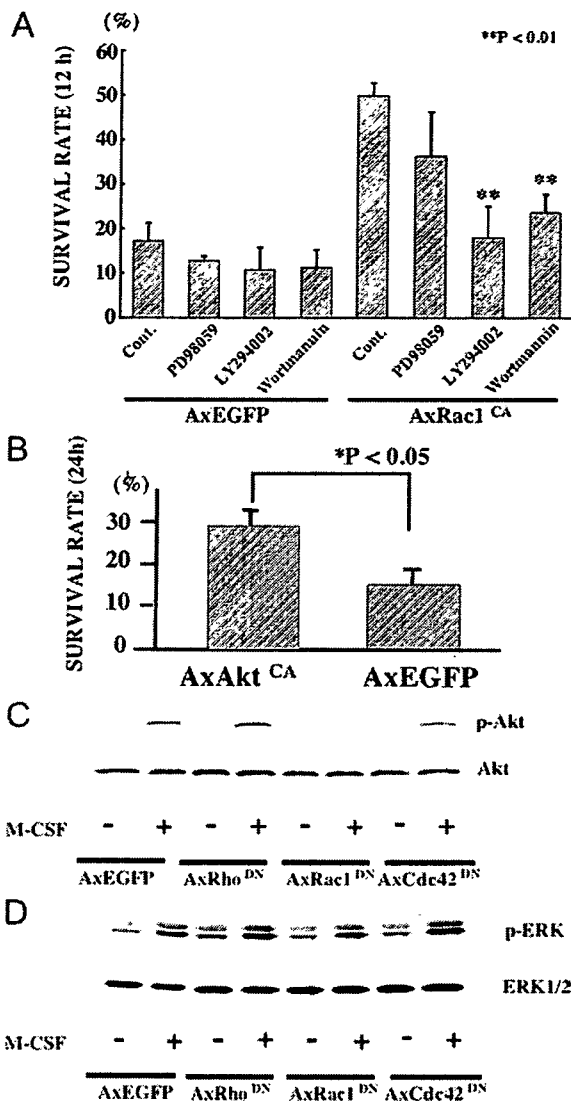 A
(%)
**P < 0.01
SURVIVAL RATE (12 h)
60
50
40
30
20
10
0
** **
Cont. PD98059 LY294002 Wortmannin Cont. PD98059 LY294002 Wortmannin
AxEGFP AxRac1 CA
B
*P < 0.05
(%)
SURVIVAL RATE (24h)
30
20
10
0
AxAkt CA AxEGFP
C
p-Akt
Akt
M-CSF - + - + - + - +
AxEGFP AxRho DN AxRac1 DN AxCdc42 DN
D
p-ERK
ERK1/2
M-CSF - + - + - + - +
AxEGFP AxRho DN AxRac1 DN AxCdc42 DN